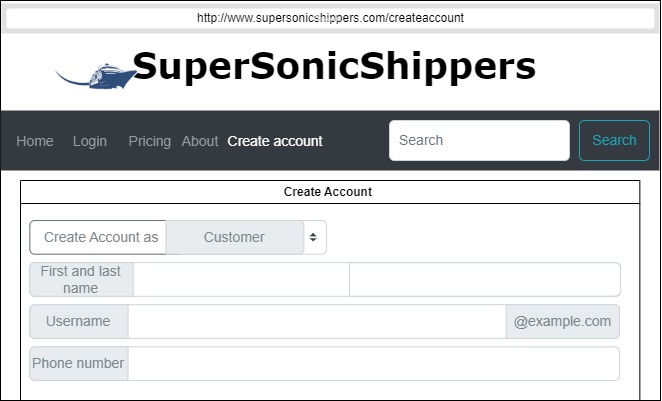 http://www.supersonicshippers.com/createaccount
SuperSonicShippers
Home Login Pricing About Create account Search Search
Create Account
Create Account as Customer
First and last
name
Username @example.com
Phone number